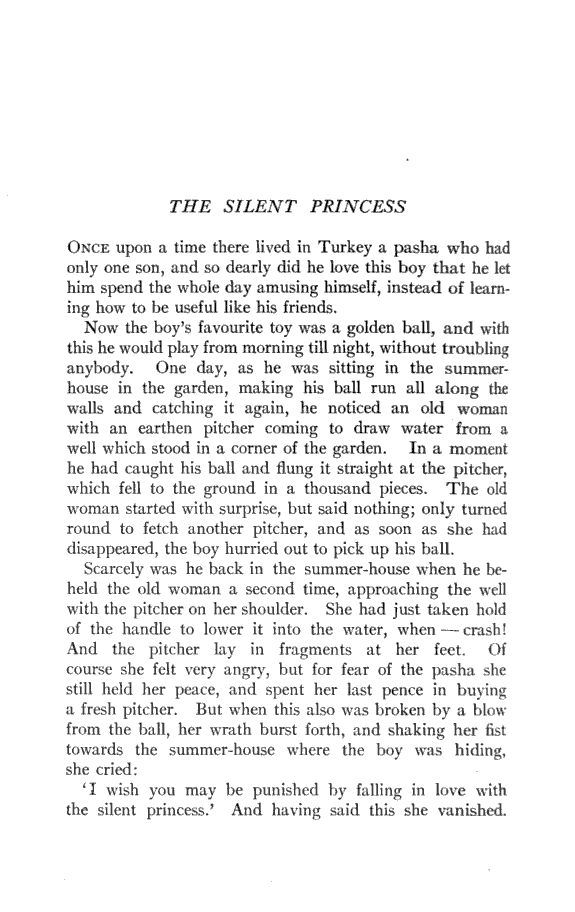 THE SILENT PRINCESS
ONCE upon a time there lived in Turkey a pasha who had
only one son, and so dearly did he love this boy that he let
him spend the whole day amusing himself, instead of learn-
ing how to be useful like his friends.
Now the boy's favourite toy was a golden ball, and with
this he would play from morning till night, without troubling
anybody. One day, as he was sitting in the summer-
house in the garden, making his ball run all along the
walls and catching it again, he noticed an old woman
with an earthen pitcher coming to draw water from a
well which stood in a corner of the garden. In a moment
he had caught his ball and flung it straight at the pitcher,
which fell to the ground in a thousand pieces. The old
woman started with surprise, but said nothing; only turned
round to fetch another pitcher, and as soon as she had
disappeared, the boy hurried out to pick up his ball.
Scarcely was he back in the summer-house when he be-
held the old woman a second time, approaching the well
with the pitcher on her shoulder. She had just taken hold
of the handle to lower it into the water, when — crash!
And the pitcher lay in fragments at her feet. Of
course she felt very angry, but for fear of the pasha she
still held her peace, and spent her last pence in buying
a fresh pitcher. But when this also was broken by a blow
from the ball, her wrath burst forth, and shaking her fist
towards the summer-house where the boy was hiding,
she cried:
'I wish you may be punished by falling in love with
the silent princess.' And having said this she vanished.